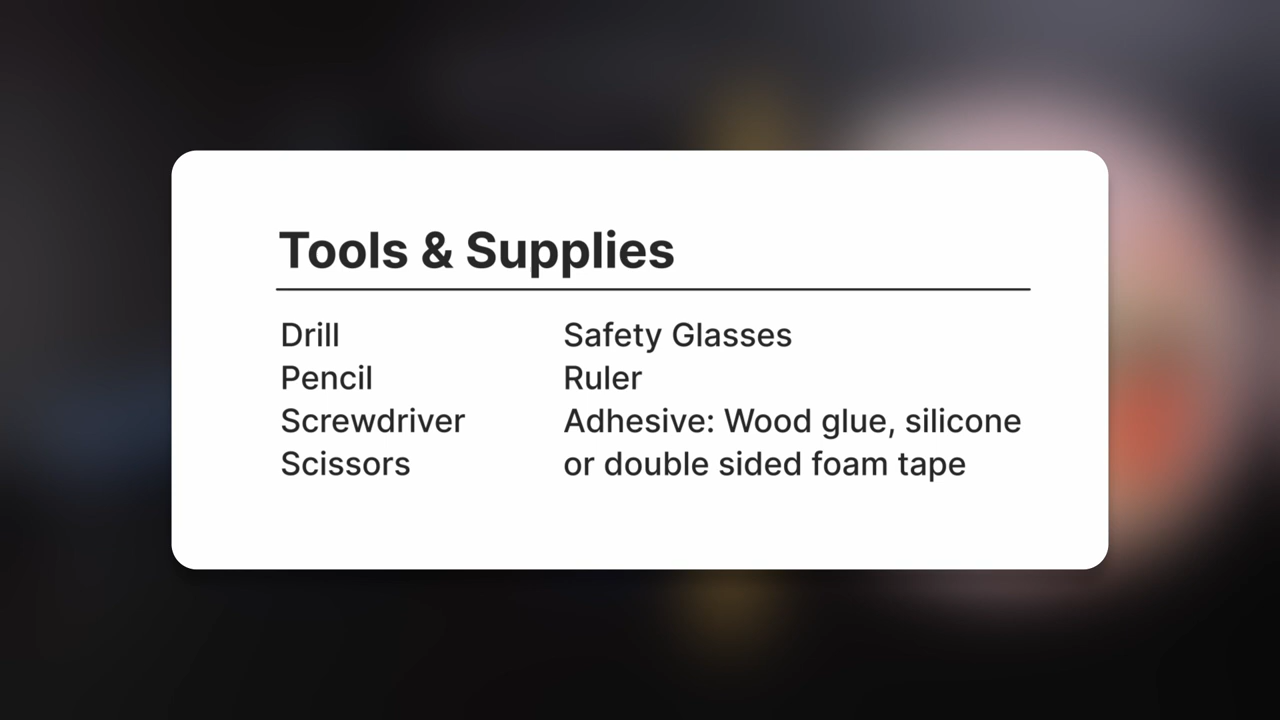 Tools & Supplies
Drill
Pencil
Screwdriver
Scissors
Safety Glasses
Ruler
Adhesive: Wood glue, silicone
or double sided foam tape